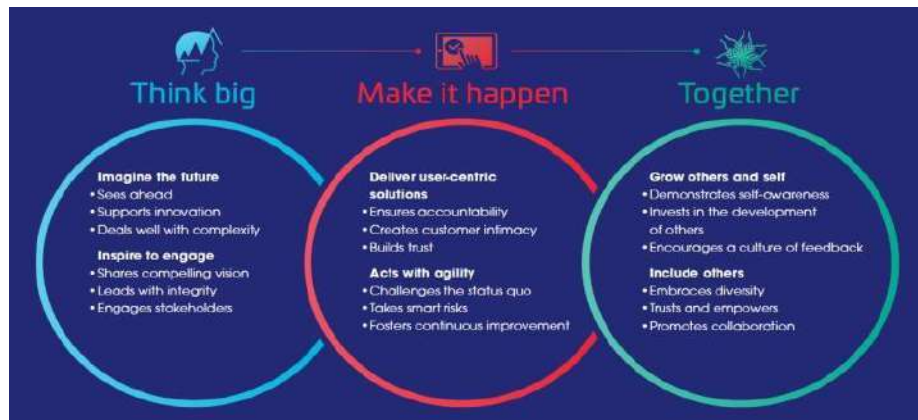 Think big
Imagine the future
• Sees ahead
• Supports innovation
• Deals well with complexity
Inspire to engage
• Shares compelling vision
• Leads with integrity
• Engages stakeholders
Make it happen
Deliver user-centric
solutions
• Ensures accountability
• Creates customer intimacy
• Builds trust
Acts with agility
• Challenges the status quo
• Takes smart risks
• Fosters continuous improvement
Together
Grow others and self
• Demonstrates self-awareness
• Invests in the development
of others
• Encourages a culture of feedback
Include others
• Embraces diversity
• Trusts and empowers
• Promotes collaboration